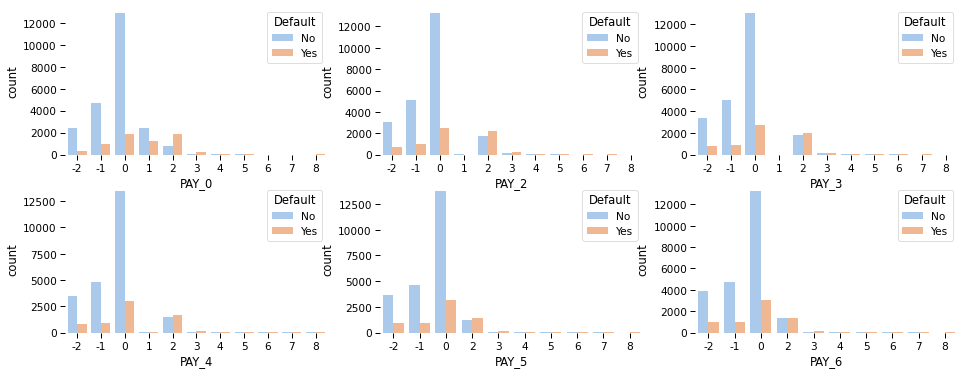 Default
No
Yes
count
12000
10000
8000
6000
4000
2000
0
-2 -1 0 1 2 3 4 5 6 7 8
PAY_0
Default
No
Yes
count
12000
10000
8000
6000
4000
2000
0
-2 -1 0 1 2 3 4 5 6 7 8
PAY_2
Default
No
Yes
count
12000
10000
8000
6000
4000
2000
0
-2 -1 0 1 2 3 4 5 6 7 8
PAY_3
Default
No
Yes
count
12500
10000
7500
5000
2500
0
-2 -1 0 1 2 3 4 5 6 7 8
PAY_4
Default
No
Yes
count
12500
10000
7500
5000
2500
0
-2 -1 0 2 3 4 5 6 7 8
PAY_5
Default
No
Yes
count
12000
10000
8000
6000
4000
2000
0
-2 -1 0 2 3 4 5 6 7 8
PAY_6